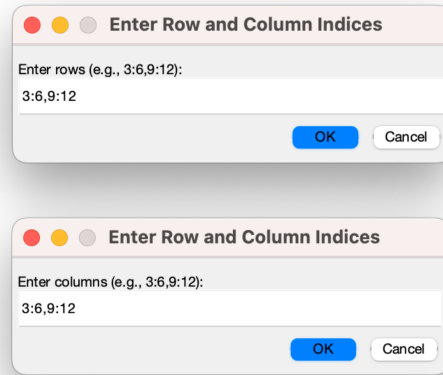 Enter Row and Column Indices
Enter rows (e.g., 3:6,9:12):
3:6,9:12
OK Cancel
Enter Row and Column Indices
Enter columns (e.g., 3:6,9:12):
3:6,9:12
OK Cancel